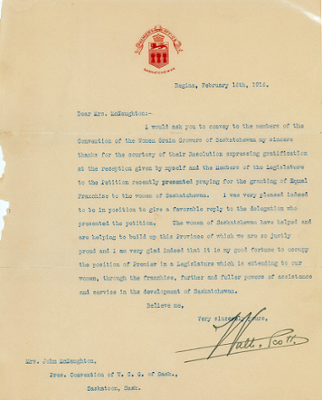 PREMIER'S OFFICE
SASKATCHEWAN
Regina, February 18th, 1916.
Dear Mrs. McNaughton:-
I would ask you to convey to the members of the
Convention of the Women Grain Growers of Saskatchewan my sincere
thanks for the courtesy of their Resolution expressing gratification
at the reception given by myself and the Members of the Legislature
to the Petition recently presented praying for the granting of Equal
Franchise to the women of Saskatchewan. I was very pleased indeed
to be in position to give a favorable reply to the delegation who
presented the petition. The women of Saskatchewan have helped and
are helping to build up this Province of which we are so justly
proud and I am very glad indeed that it is my good fortune to occupy
the position of Premier in a Legislature which is extending to our
women, through the franchise, further and fuller powers of assistance
and service in the development of Saskatchewan.
Believe me,
Very sincerely yours,
Walt. Scott.
Mrs. John McNaughton,
Pres. Convention of W. G. G. of Sask.,
Saskatoon, Sask.